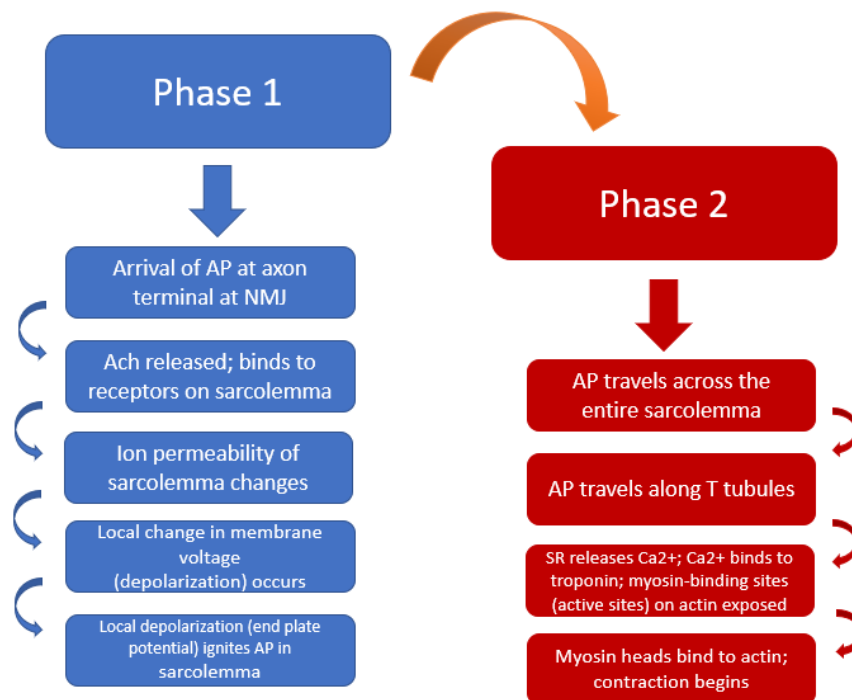 Phase 1
Arrival of AP at axon
terminal at NMJ
Ach released; binds to
receptors on sarcolemma
Ion permeability of
sarcolemma changes
Local change in membrane
voltage
(depolarization) occurs
Local depolarization (end plate
potential) ignites AP in
sarcolemma
Phase 2
AP travels across the
entire sarcolemma
AP travels along T tubules
SR releases Ca2+; Ca2+ binds to
troponin; myosin-binding sites
(active sites) on actin exposed
Myosin heads bind to actin;
contraction begins